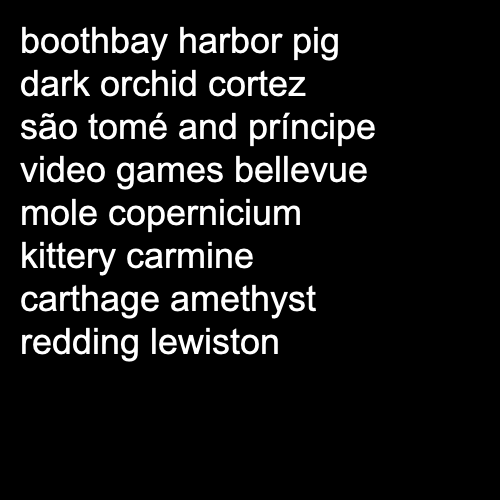 boothbay harbor pig
dark orchid cortez
são tomé and príncipe
video games bellevue
mole copernicium
kittery carmine
carthage amethyst
redding lewiston